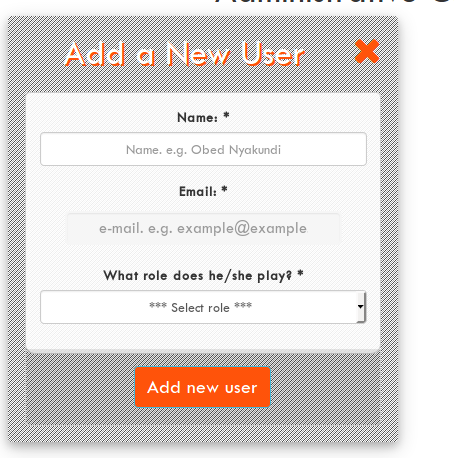 Add a New User
Name: *
Name. e.g. Obed Nyakundi
Email: *
e-mail. e.g. example@example
What role does he/she play? *
*** Select role ***
Add new user